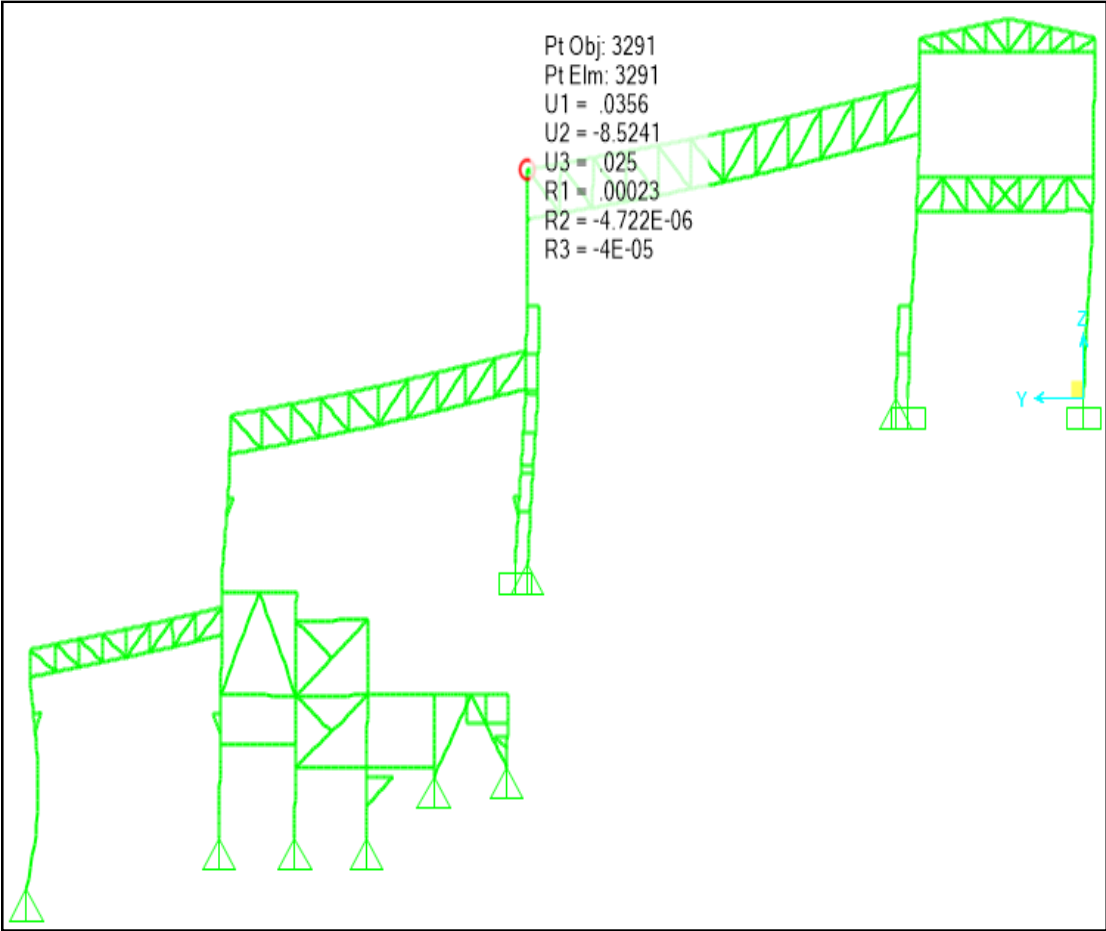 Pt Obj: 3291
Pt Elm: 3291
U1 = .0356
U2 = -8.5241
U3 = .025
R1 = .00023
R2 = -4.722E-06
R3 = -4E-05
Z
Y